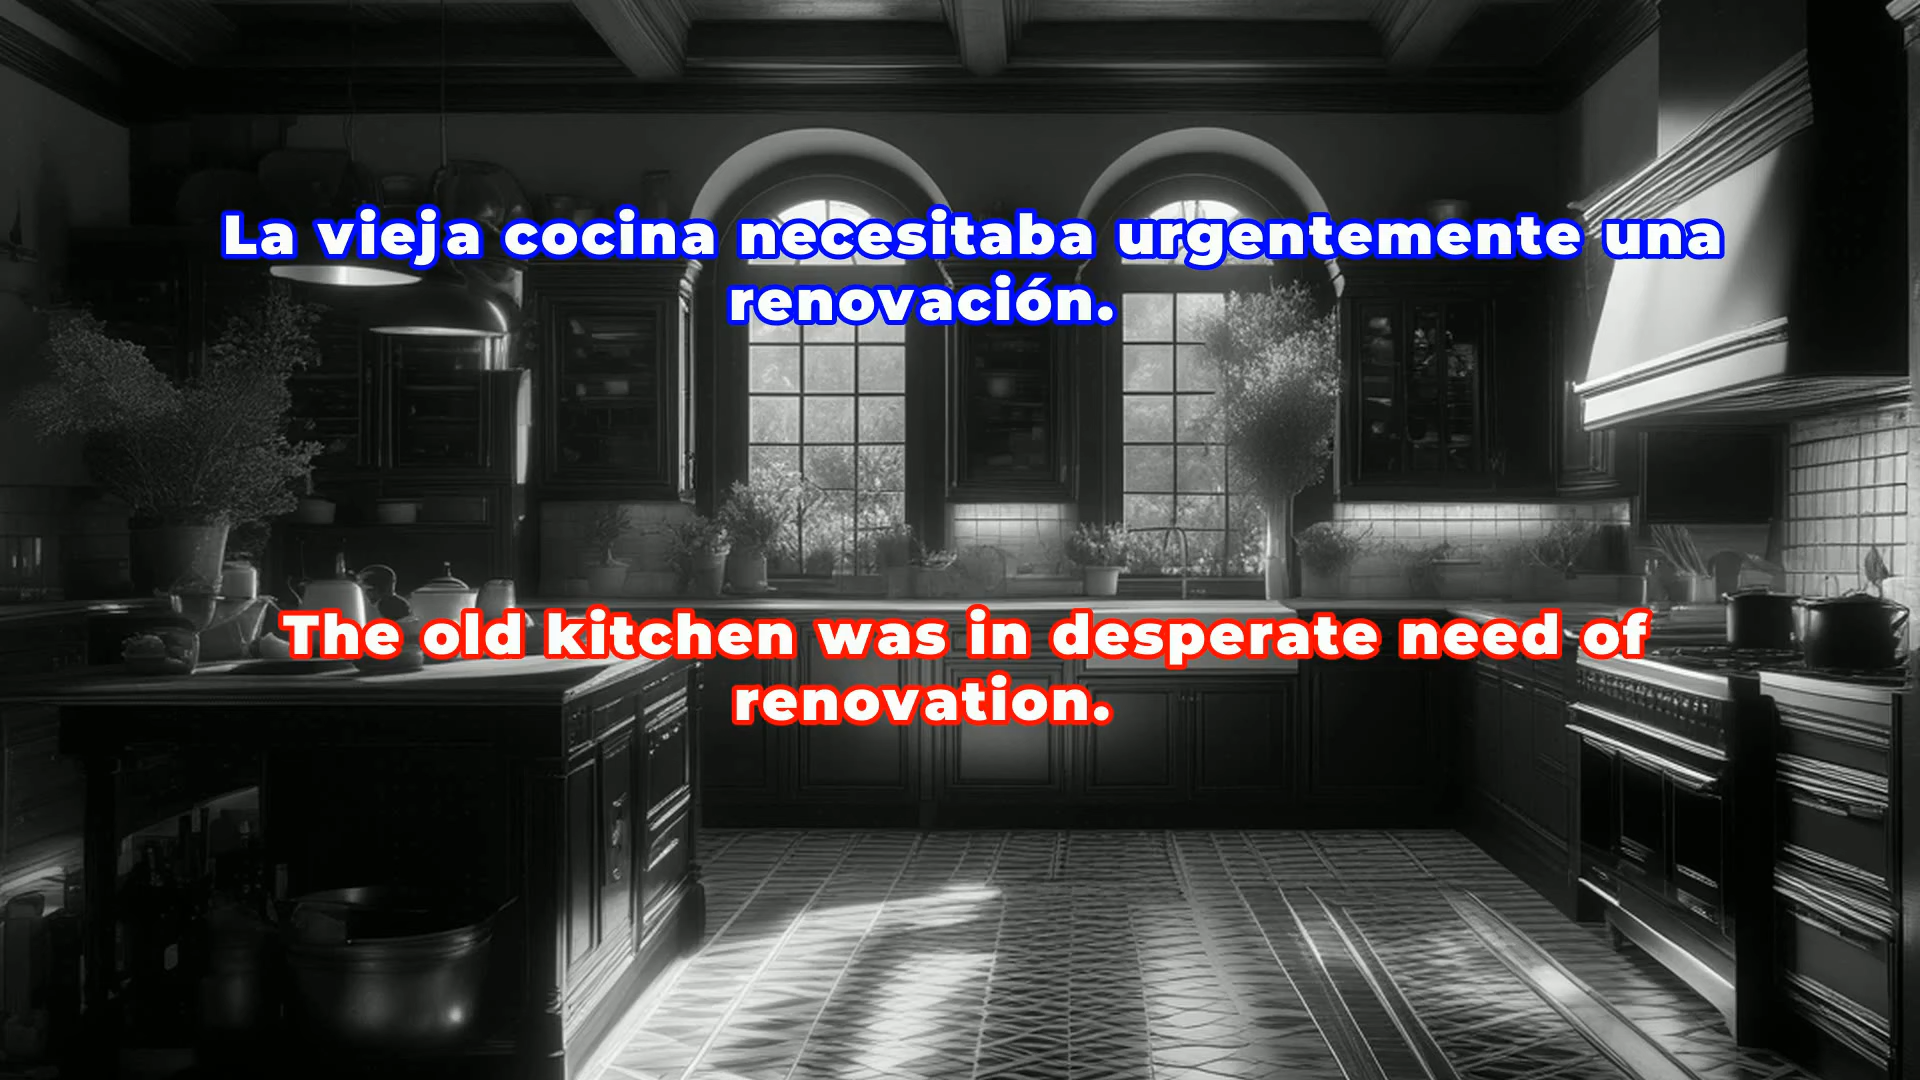 La vieja cocina necesitaba urgentemente una
renovación.
The old kitchen was in desperate need of
renovation.